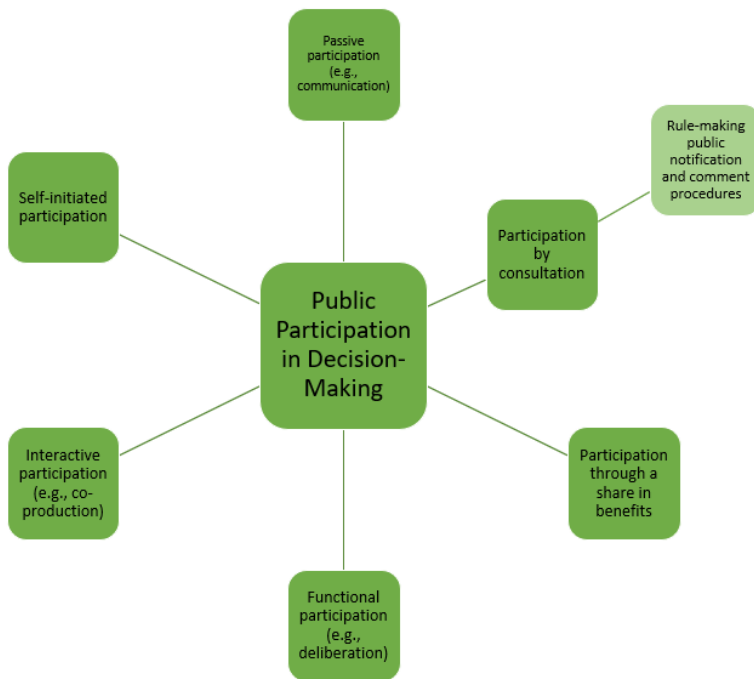 Passive
participation
(e.g.,
communication)
Rule-making
public
notification
and comment
procedures
Self-initiated
participation
Participation
by
consultation
Public
Participation
in Decision-
Making
Interactive
participation
(e.g., co-
production)
Participation
through a
share in
benefits
Functional
participation
(e.g.,
deliberation)